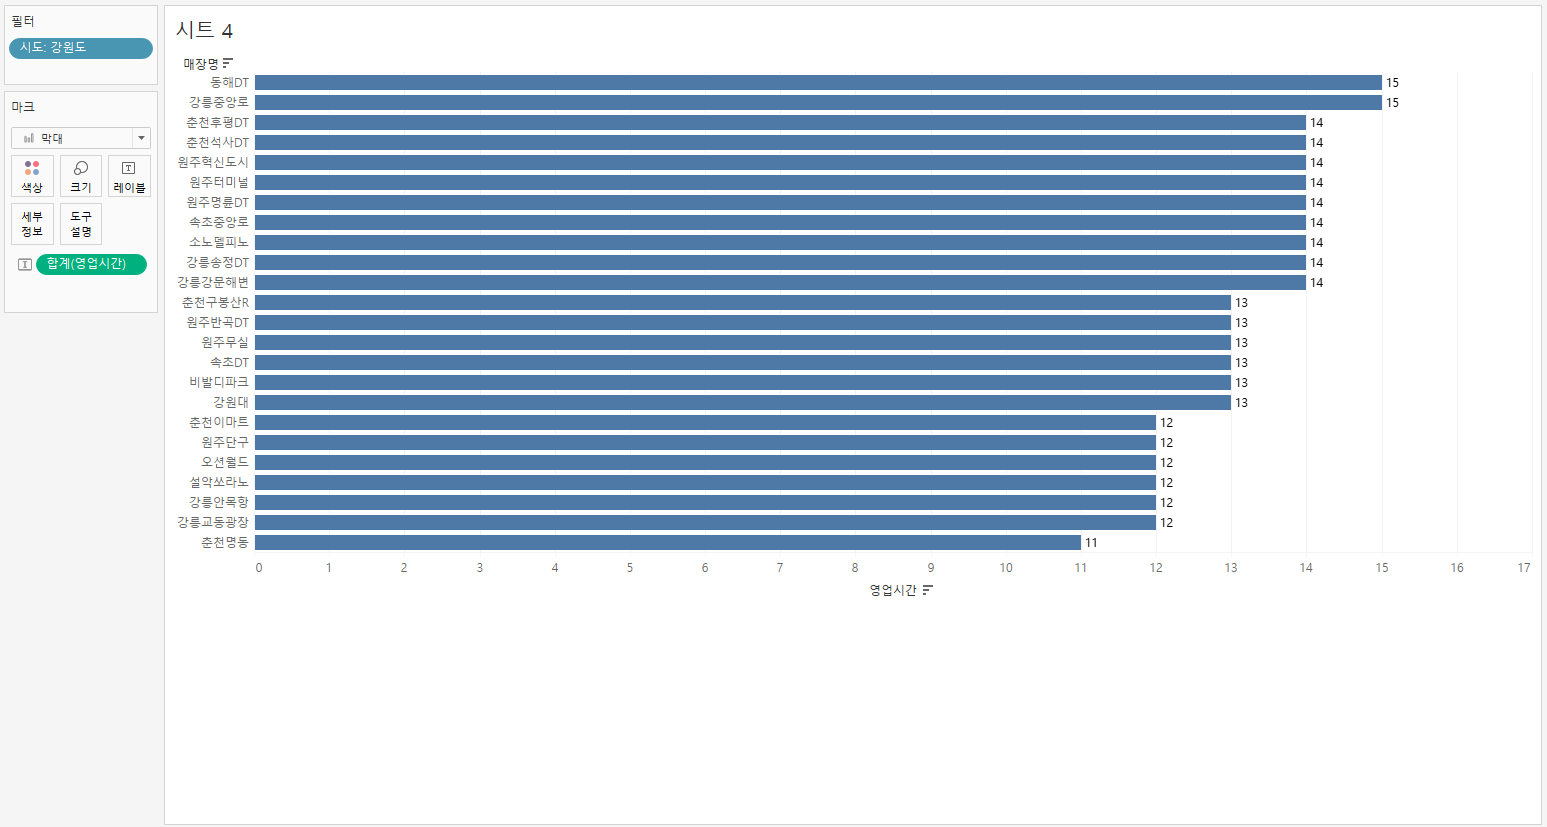 필터
시도: 강원도
마크
막대
색상 크기 레이블
세부 정보 도구 설명
합계(영업시간)
시트 4
매장명
동해DT 15
강릉중앙로 15
춘천후평DT 14
춘천석사DT 14
원주혁신도시 14
원주터미널 14
원주명륜DT 14
속초중앙로 14
소노델피노 14
강릉송정DT 14
강릉강문해변 14
춘천구봉산R 13
원주반곡DT 13
원주무실 13
속초DT 13
비발디파크 13
강원대 13
춘천이마트 12
원주단구 12
오션월드 12
설악쏘라노 12
강릉안목항 12
강릉교동광장 12
춘천명동 11
0 1 2 3 4 5 6 7 8 9 10 11 12 13 14 15 16 17
영업시간